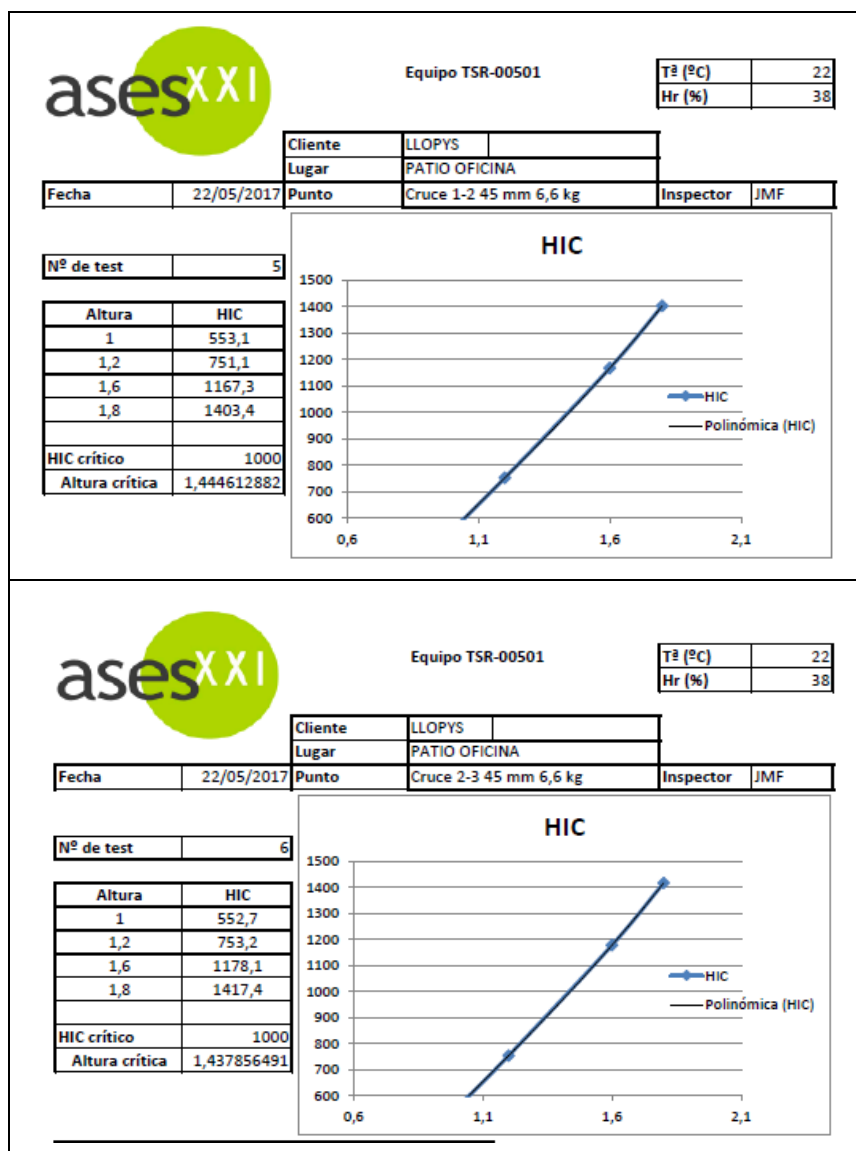 asesXXI
Equipo TSR-00501
Tª (ºC) 22
Hr (%) 38
Cliente LLOPYS
Lugar PATIO OFICINA
Fecha 22/05/2017 Punto Cruce 1-2 45 mm 6,6 kg Inspector JMF
Nº de test 5
Altura HIC
1 553,1
1,2 751,1
1,6 1167,3
1,8 1403,4
HIC crítico 1000
Altura crítica 1,444612882
HIC
1500
1400
1300
1200
1100
1000
900
800
700
600
0,6 1,1 1,6 2,1
HIC
Polinómica (HIC)
asesXXI
Equipo TSR-00501
Tª (ºC) 22
Hr (%) 38
Cliente LLOPYS
Lugar PATIO OFICINA
Fecha 22/05/2017 Punto Cruce 2-3 45 mm 6,6 kg Inspector JMF
Nº de test 6
Altura HIC
1 552,7
1,2 753,2
1,6 1178,1
1,8 1417,4
HIC crítico 1000
Altura crítica 1,437856491
HIC
1500
1400
1300
1200
1100
1000
900
800
700
600
0,6 1,1 1,6 2,1
HIC
Polinómica (HIC)